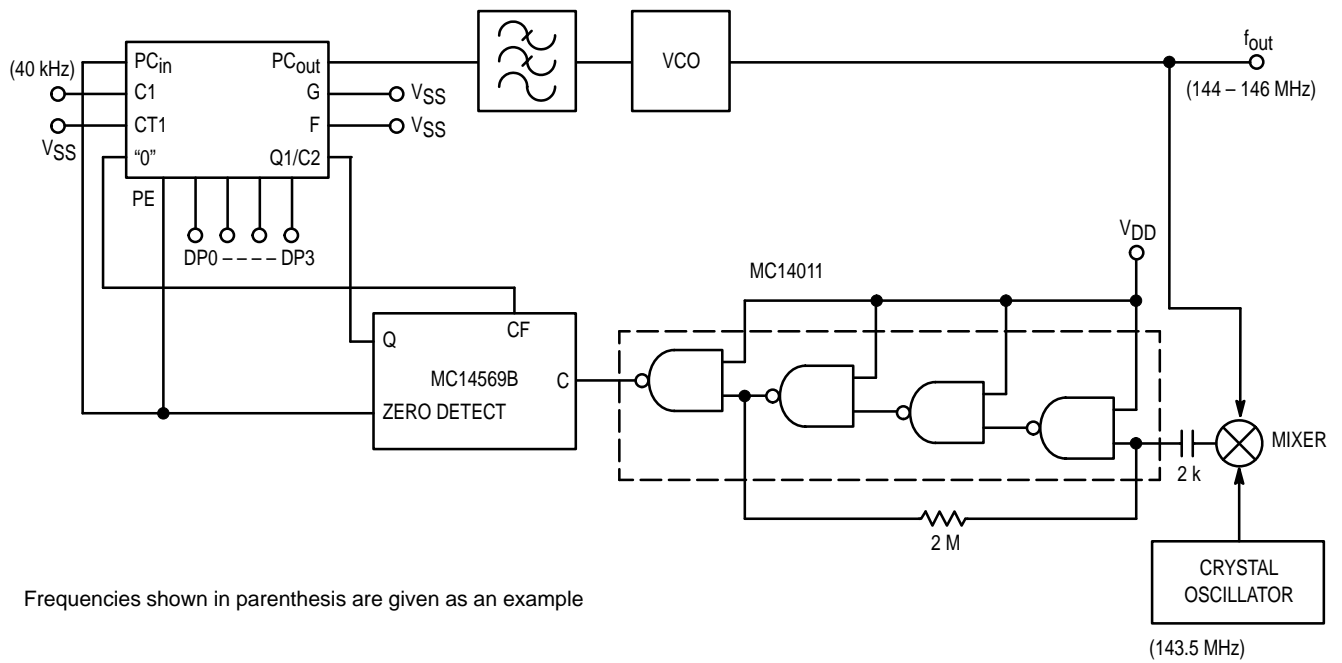 PCin PCout
(40 kHz)
C1 G VSS
CT1 F VSS
VSS
“0” Q1/C2
PE
DP0 – – – – DP3
VCO
fout
(144 – 146 MHz)
VDD
MC14011
CF
Q
MC14569B C
ZERO DETECT
MIXER
2 k
2 M
CRYSTAL
OSCILLATOR
(143.5 MHz)
Frequencies shown in parenthesis are given as an example